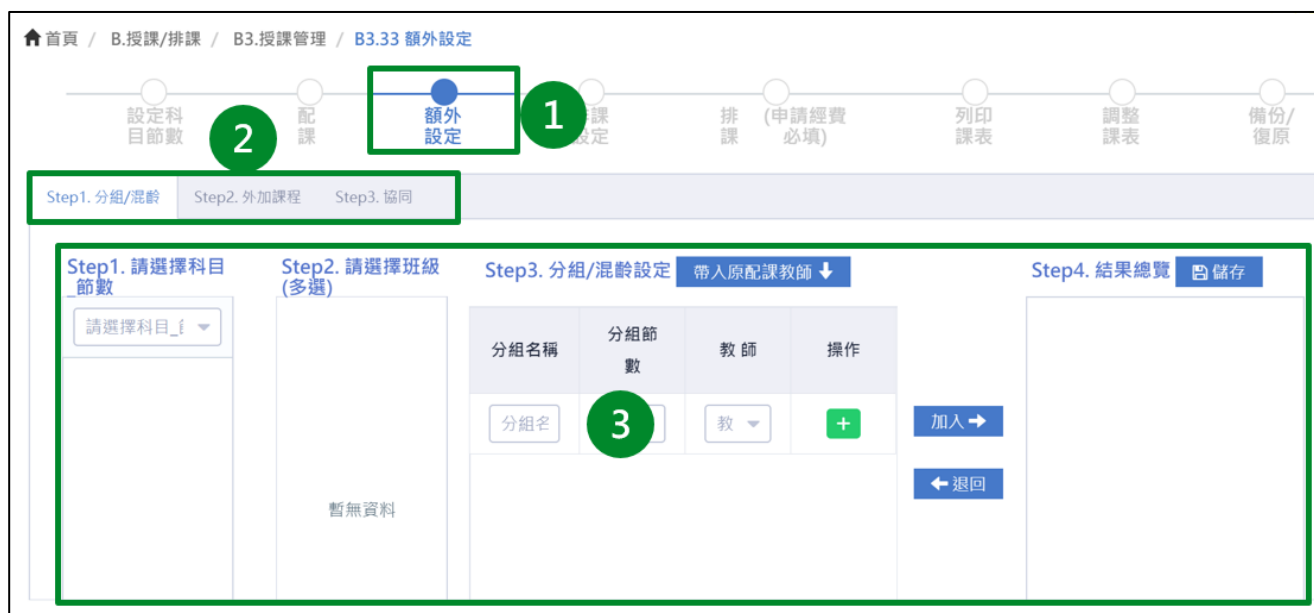 首頁 / B.授課/排課 / B3.授課管理 / B3.33 額外設定
設定科
目節數
配
課
額外
設定
1
課
設定
排
課
(申請經費
必填)
列印
課表
調整
課表
備份/
復原
2
Step1. 分組/混齡 Step2. 外加課程 Step3. 協同
Step1. 請選擇科目
_節數
請選擇科目_
Step2. 請選擇班級
(多選)
暫無資料
Step3. 分組/混齡設定 帶入原配課教師
分組名稱 分組節
數 教 師 操作
分組名 3 教 +
加入
退回
Step4. 結果總覽 儲存